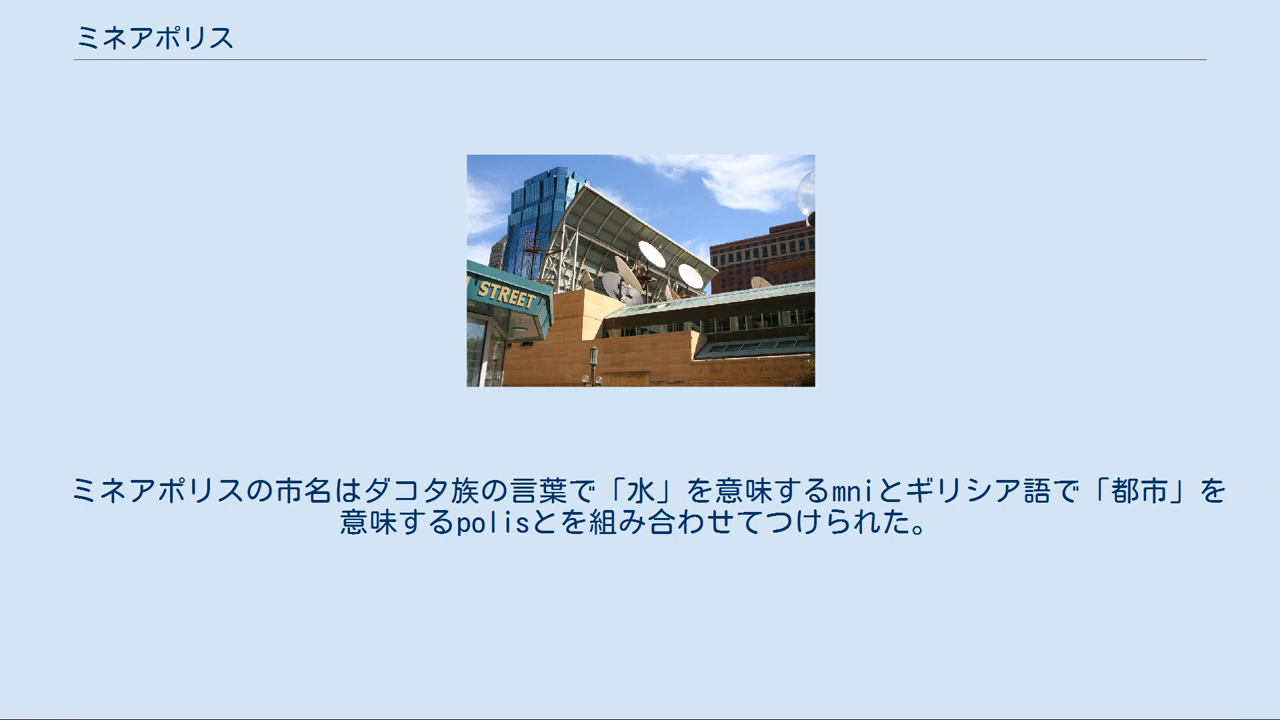 ミネアポリス
STREET
ミネアポリスの市名はダコタ族の言葉で「水」を意味するmniとギリシア語で「都市」を
意味するpolisとを組み合わせてつけられた。